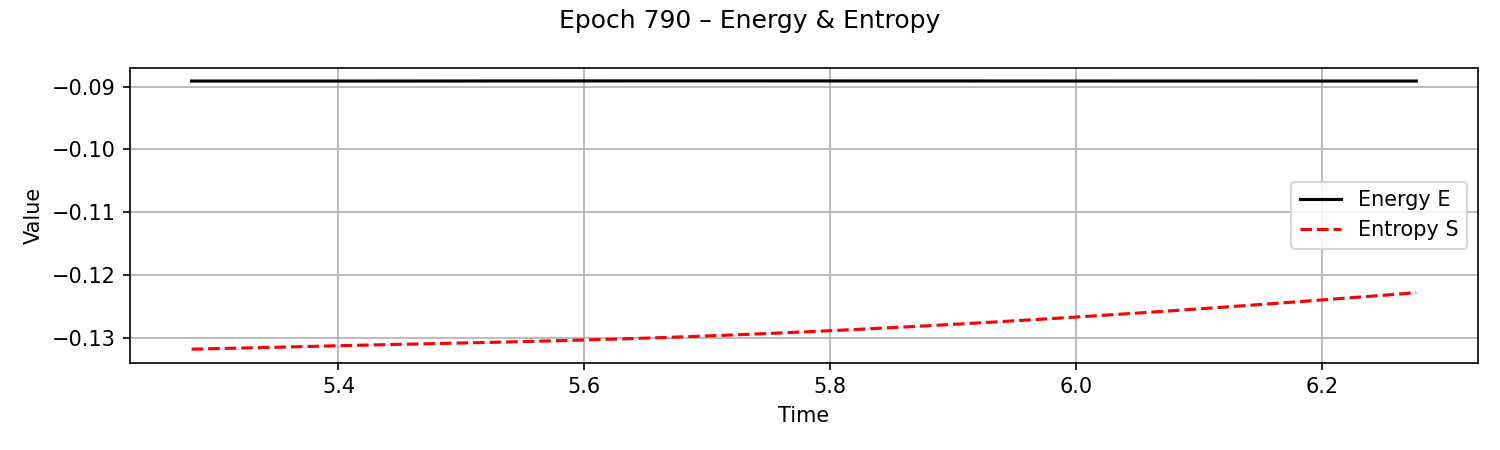 Epoch 790 – Energy & Entropy
Value
−0.09
−0.10
−0.11
−0.12
−0.13
Energy E
Entropy S
5.4 5.6 5.8 6.0 6.2
Time